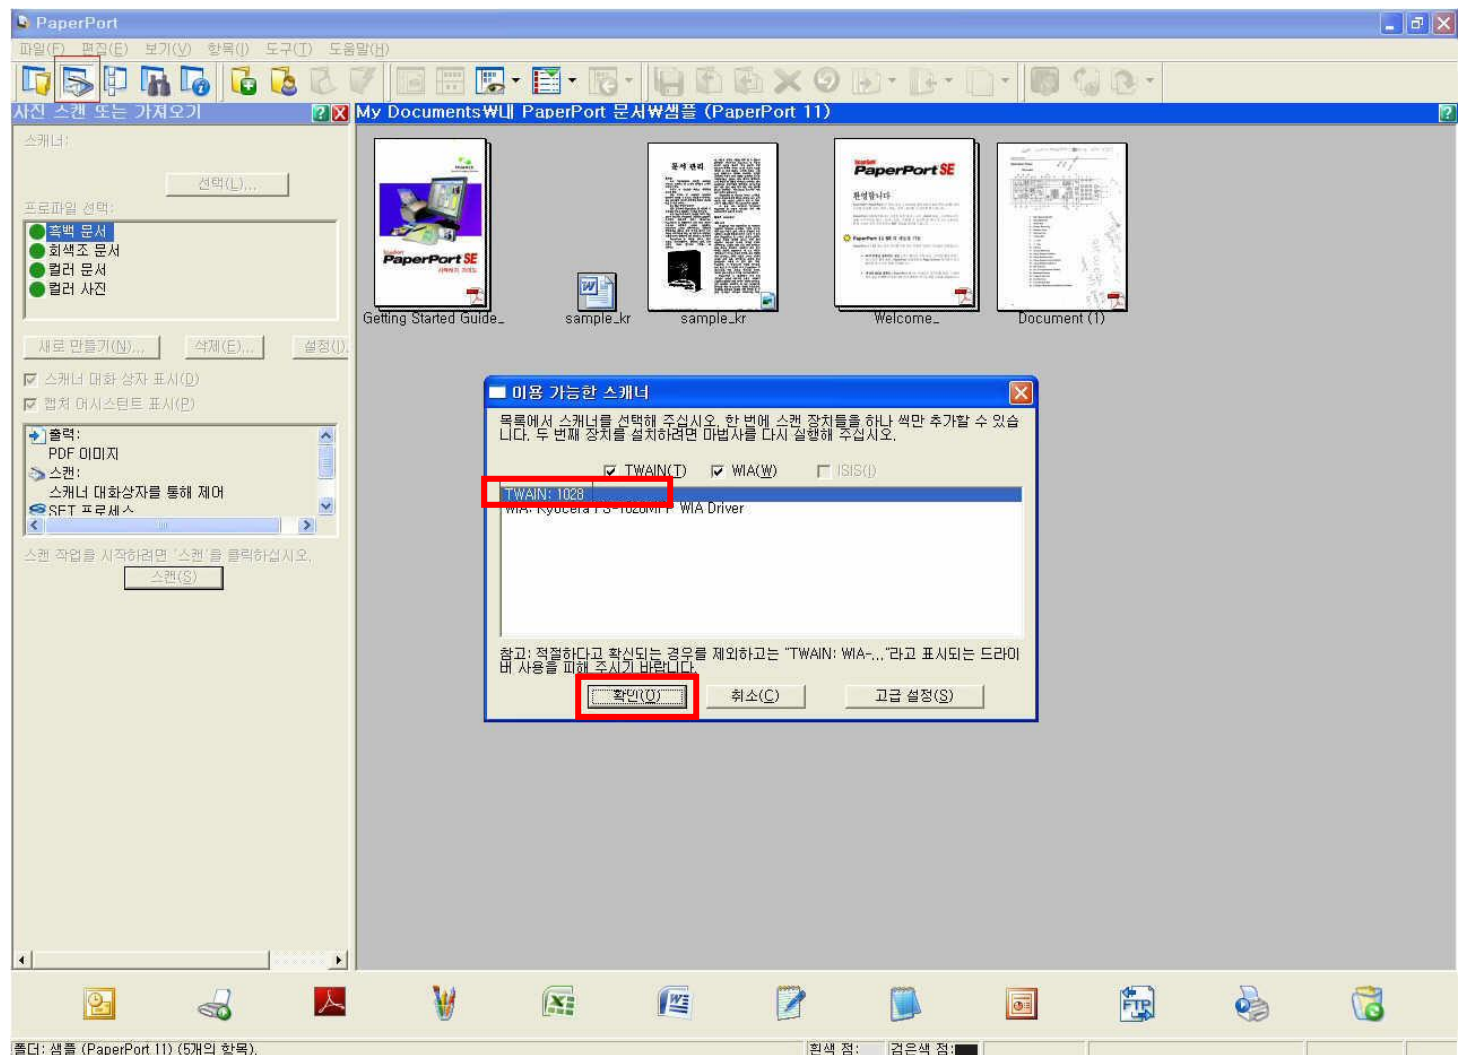 PaperPort
파일(F) 편집(E) 보기(V) 항목(I) 도구(T) 도움말(H)
사진 스캔 또는 가져오기
My Documents₩내 PaperPort 문서₩샘플 (PaperPort 11)
스캐너:
선택(L)...
프로파일 선택:
흑백 문서
회색조 문서
컬러 문서
컬러 사진
새로 만들기(N)... 삭제(E)... 설정(I).
스캐너 대화 상자 표시(D)
캡처 어시스턴트 표시(P)
출력:
PDF 이미지
스캔:
스캐너 대화상자를 통해 제어
SET 프로세스
스캔 작업을 시작하려면 '스캔'을 클릭하십시오.
스캔(S)
PaperPort SE
문서 관리
PaperPort SE
환영합니다
Getting Started Guide_
sample_kr
sample_kr
Welcome_
Document (1)
이용 가능한 스캐너
목록에서 스캐너를 선택해 주십시오. 한 번에 스캔 장치들을 하나 씩만 추가할 수 있습
니다. 두 번째 장치를 설치하려면 마법사를 다시 실행해 주십시오.
TWAIN(T) WIA(W) ISIS(I)
TWAIN: 1028
WIA: Kyocera FS-1028MFP WIA Driver
참고: 적절하다고 확신되는 경우를 제외하고는 "TWAIN: WIA-..."라고 표시되는 드라이
버 사용을 피해 주시기 바랍니다.
확인(O) 취소(C) 고급 설정(S)
FTP
폴더: 샘플 (PaperPort 11) (5개의 항목).
흰색 점: 검은색 점: